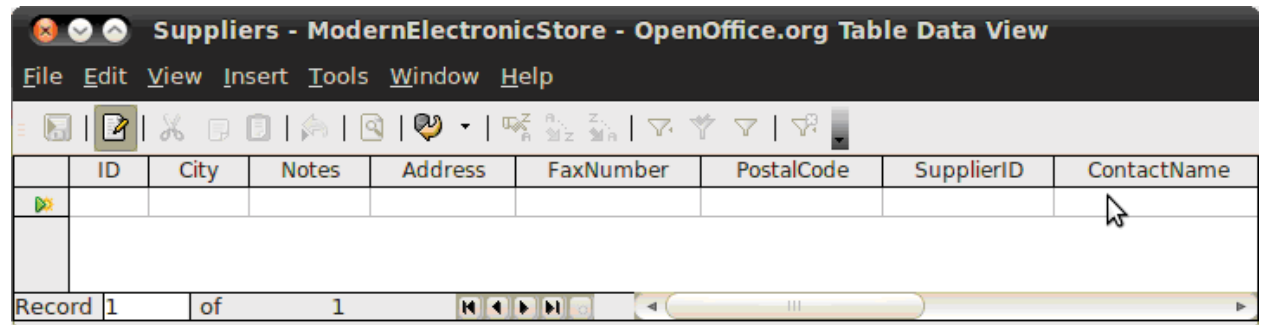 Suppliers - ModernElectronicStore - OpenOffice.org Table Data View
File Edit View Insert Tools Window Help
ID City Notes Address FaxNumber PostalCode SupplierID ContactName
Record 1 of 1